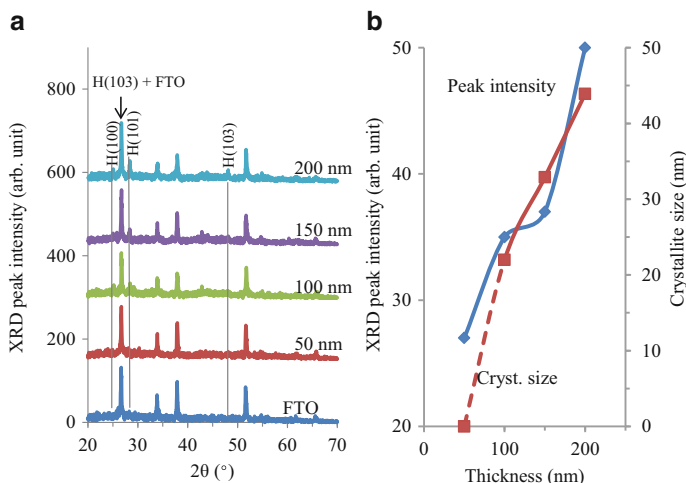 a
H(103) + FTO
H(100)
H(101)
H(103)
200 nm
150 nm
100 nm
50 nm
FTO
XRD peak intensity (arb. unit)
800
600
400
200
0
20 30 40 50 60 70
2θ (°)
b
Peak intensity
Cryst. size
XRD peak intensity (arb. unit)
50
40
30
20
Crystallite size (nm)
50
40
30
20
10
0
0 100 200
Thickness (nm)